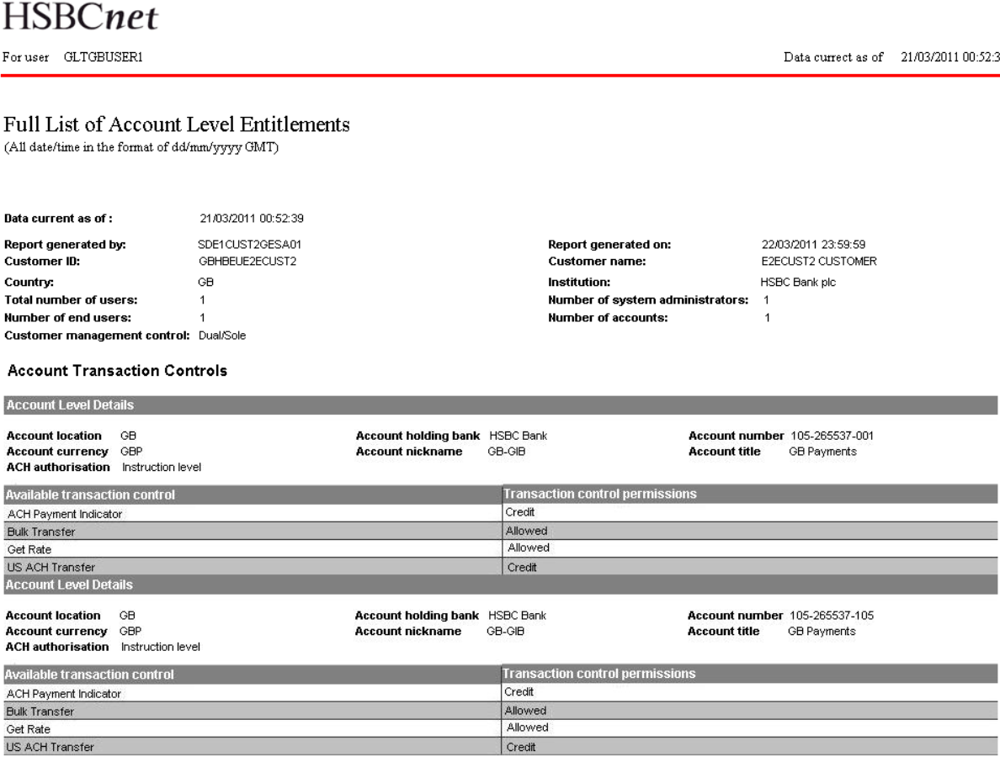 HSBCnet
For user GLTGBUSER1 Data currect as of 21/03/2011 00:52:3
Full List of Account Level Entitlements
(All date/time in the format of dd/mm/yyyy GMT)
Data current as of : 21/03/2011 00:52:39
Report generated by: SDE1CUST2GESA01 Report generated on: 22/03/2011 23:59:59
Customer ID: GBHBEUE2ECUST2 Customer name: E2ECUST2 CUSTOMER
Country: GB Institution: HSBC Bank plc
Total number of users: 1 Number of system administrators: 1
Number of end users: 1 Number of accounts: 1
Customer management control: Dual/Sole
Account Transaction Controls
Account Level Details
Account location GB Account holding bank HSBC Bank Account number 105-265537-001
Account currency GBP Account nickname GB-GIB Account title GB Payments
ACH authorisation Instruction level
Available transaction control Transaction control permissions
ACH Payment Indicator Credit
Bulk Transfer Allowed
Get Rate Allowed
US ACH Transfer Credit
Account Level Details
Account location GB Account holding bank HSBC Bank Account number 105-265537-105
Account currency GBP Account nickname GB-GIB Account title GB Payments
ACH authorisation Instruction level
Available transaction control Transaction control permissions
ACH Payment Indicator Credit
Bulk Transfer Allowed
Get Rate Allowed
US ACH Transfer Credit